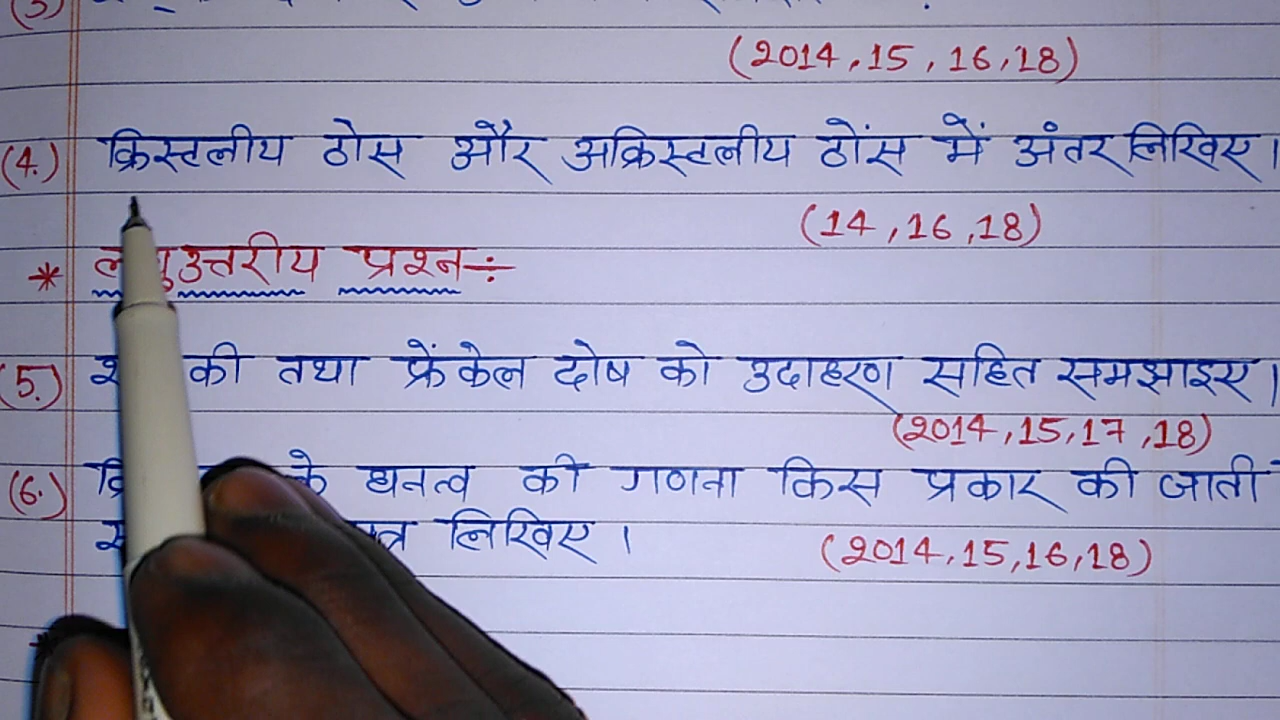 (2014,15,16,18)
(4.) क्रिस्टलीय ठोस और अक्रिस्टलीय ठोंस में अंतर लिखिए।
(14,16,18)
* लघुउत्तरीय प्रश्न÷
(5.) की तथा फ्रेंकेल दोष को उदाहरण सहित समझाइए।
(2014,15,17,18)
(6.) के घनत्व की गणना किस प्रकार की जाती
लिखिए।
(2014,15,16,18)